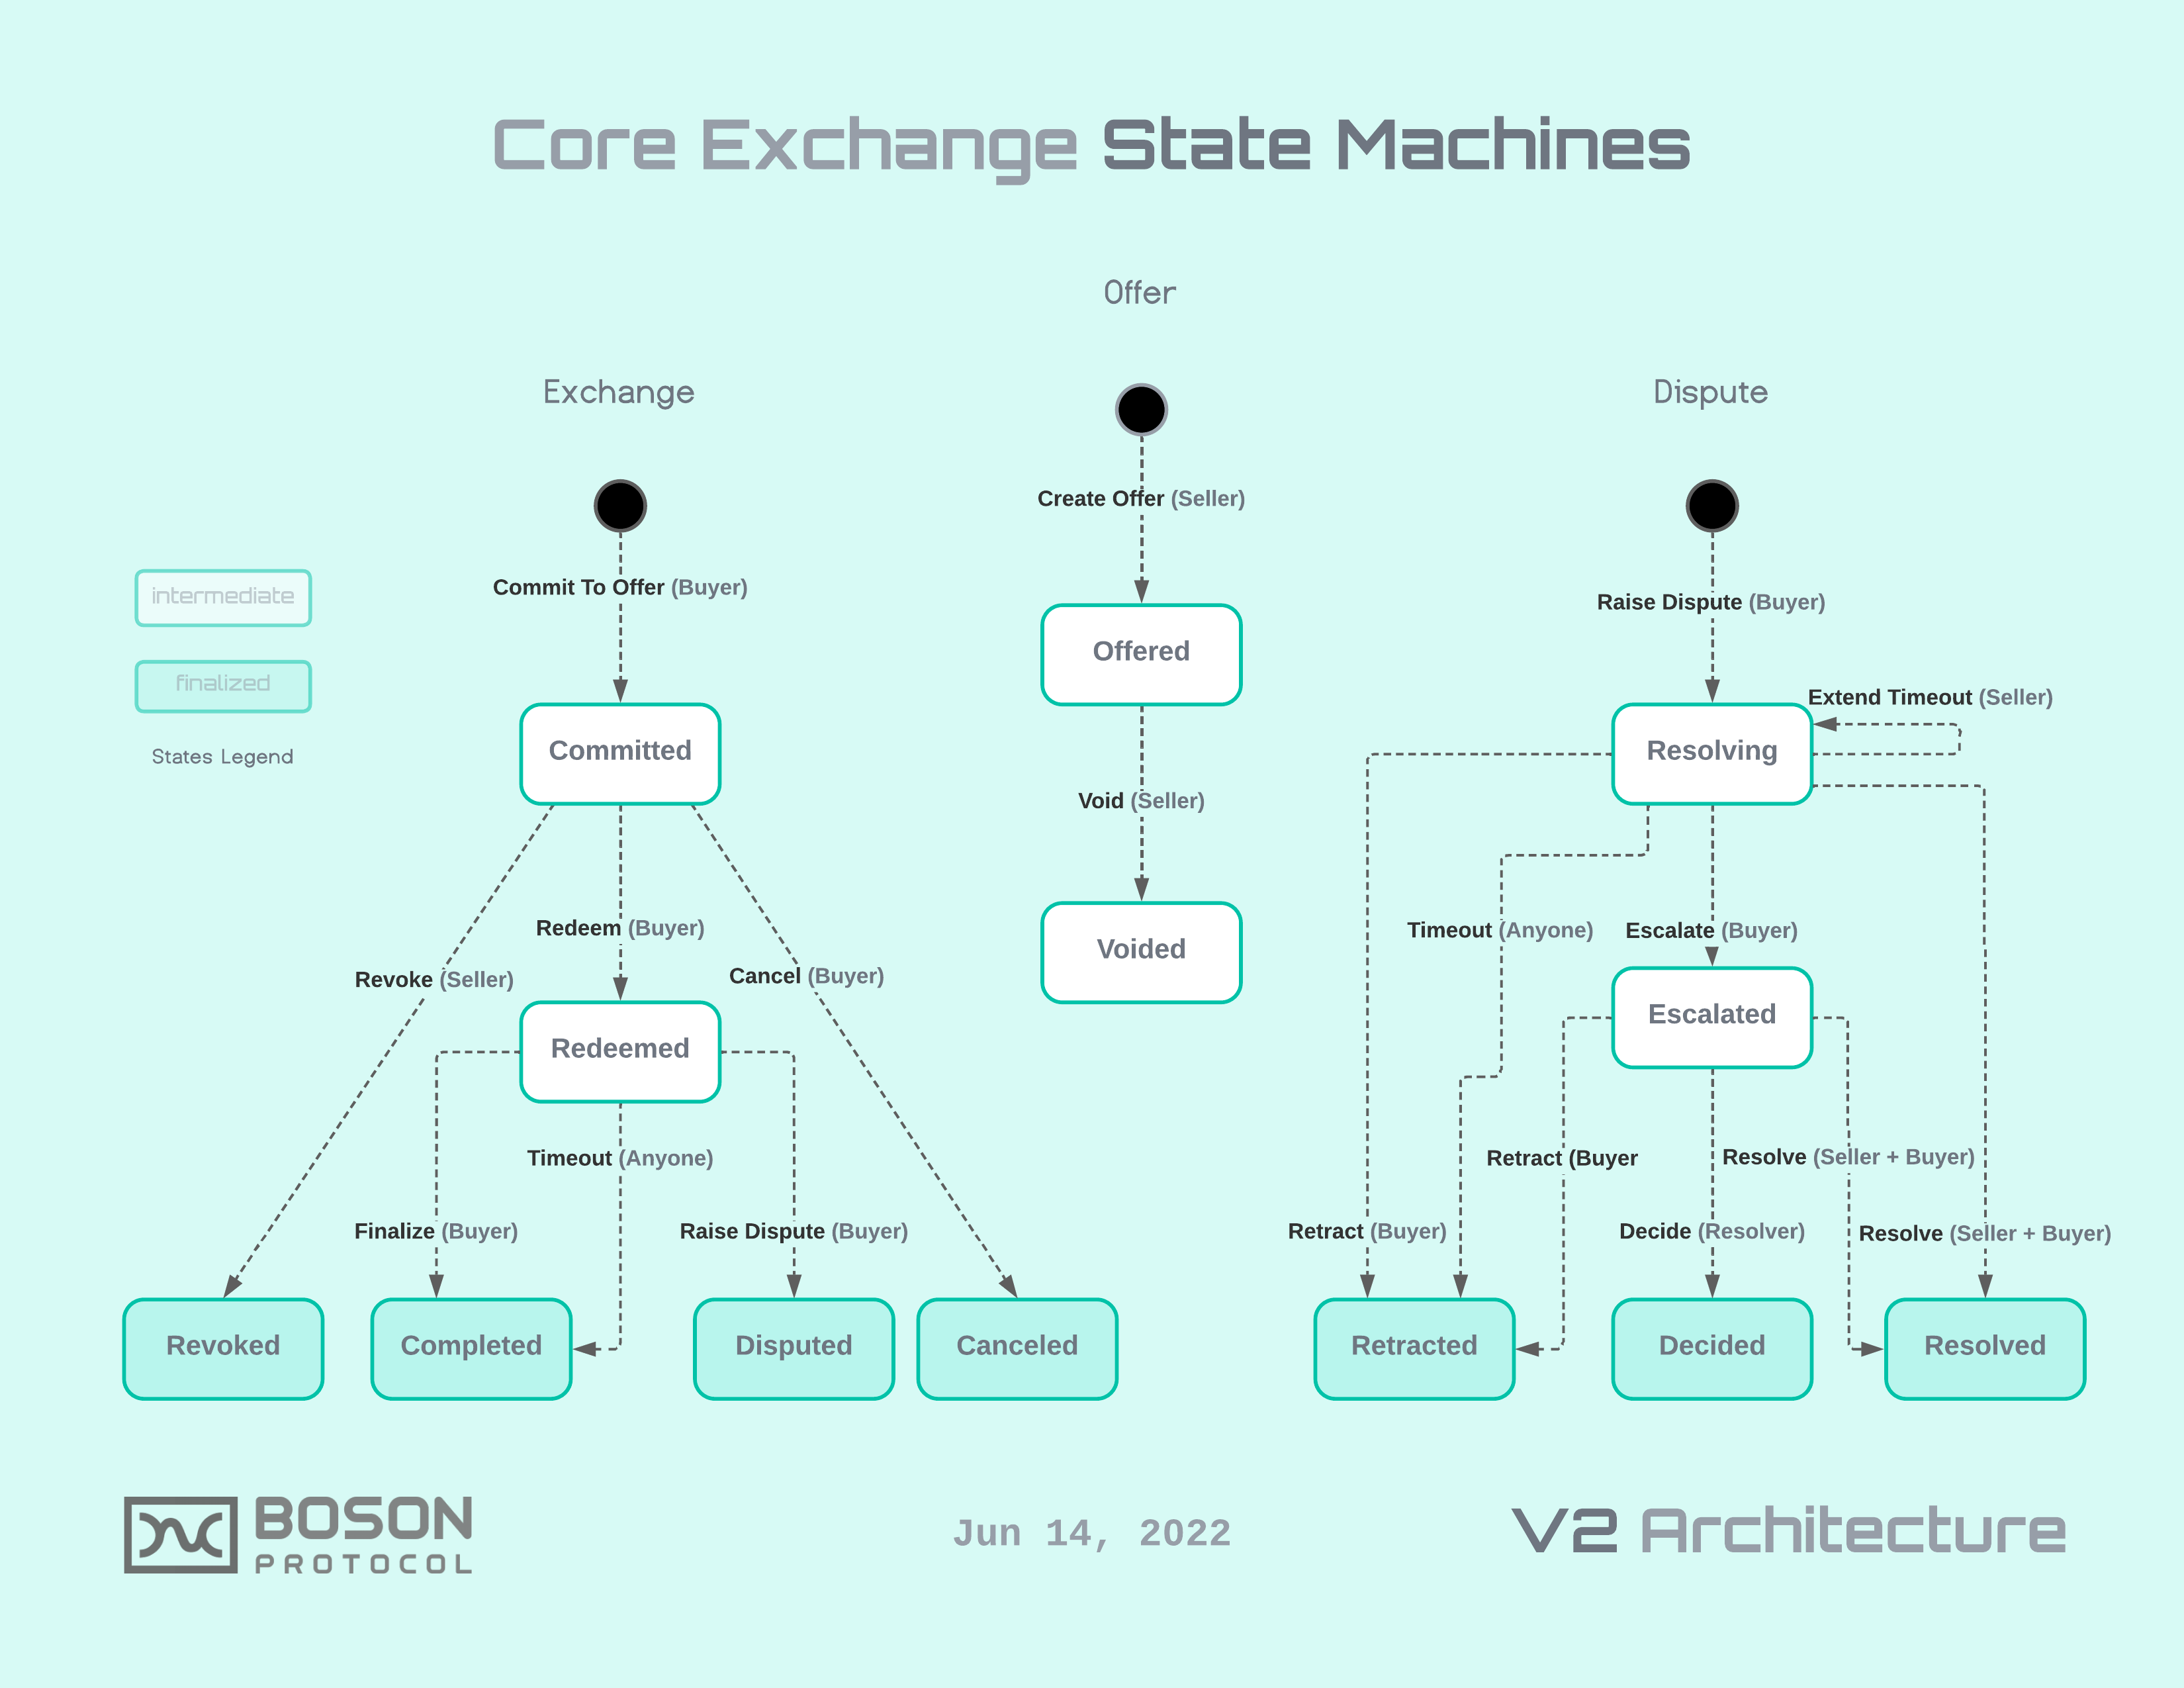 Core Exchange State Machines
Offer
Exchange
Dispute
Create Offer (Seller)
Commit To Offer (Buyer)
Raise Dispute (Buyer)
intermediate
finalized
States Legend
Offered
Extend Timeout (Seller)
Committed
Resolving
Void (Seller)
Redeem (Buyer)
Timeout (Anyone)
Escalate (Buyer)
Voided
Revoke (Seller)
Cancel (Buyer)
Escalated
Redeemed
Timeout (Anyone)
Retract (Buyer
Resolve (Seller + Buyer)
Finalize (Buyer)
Raise Dispute (Buyer)
Retract (Buyer)
Decide (Resolver)
Resolve (Seller + Buyer)
Revoked
Completed
Disputed
Canceled
Retracted
Decided
Resolved
BOSON
PROTOCOL
Jun 14, 2022
V2 Architecture